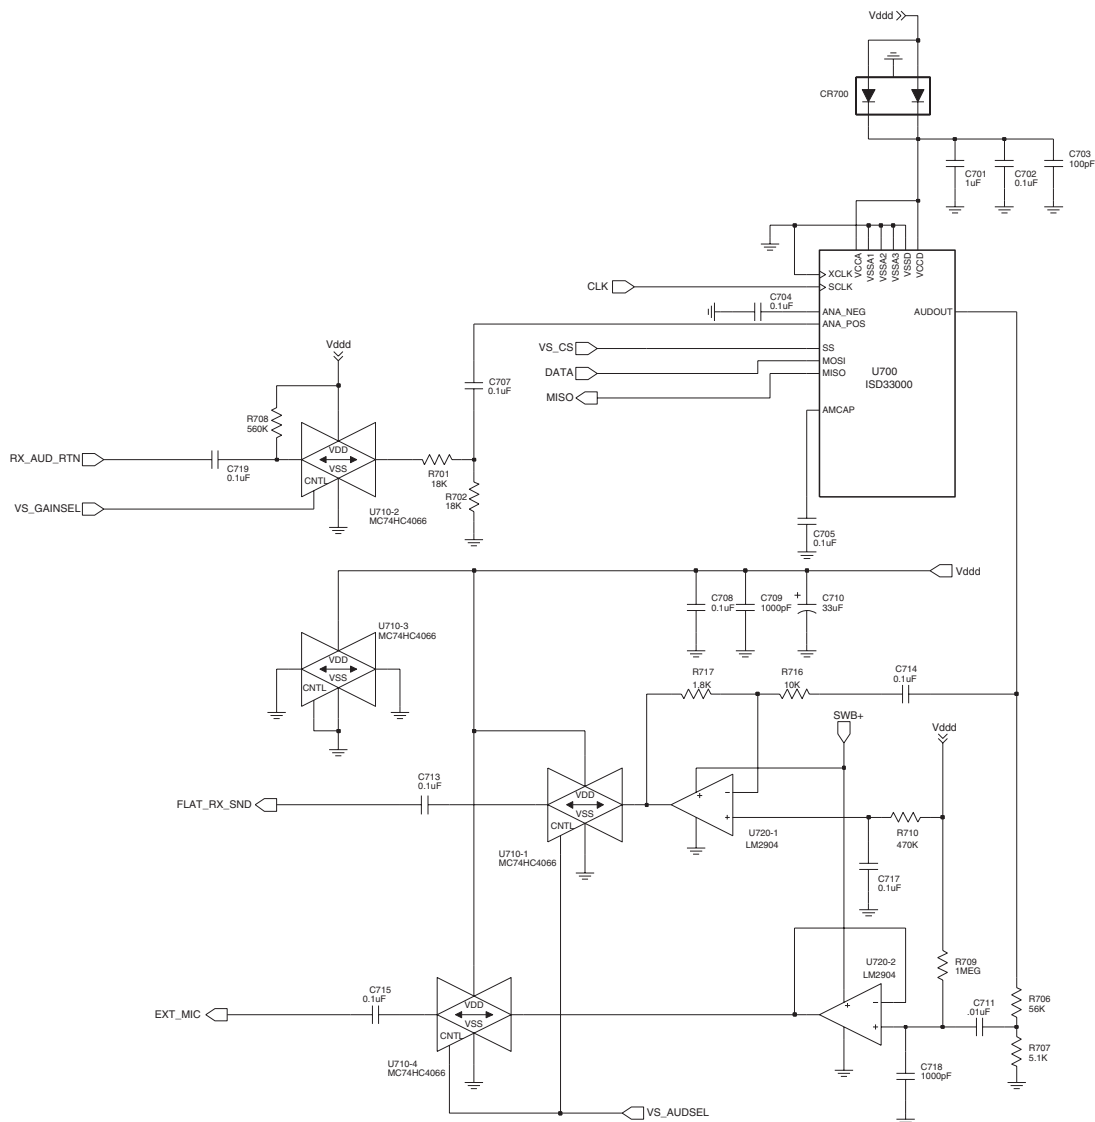 Vddd
CR700
C703
100pF
C701
1uF
C702
0.1uF
VCCA
VSSA1
VSSA2
VSSA3
VSSD
VCCD
XCLK
CLK
SCLK
C704
0.1uF
ANA_NEG
AUDOUT
ANA_POS
Vddd
VS_CS
SS
DATA
MOSI
MISO
U700
ISD33000
C707
0.1uF
MISO
AMCAP
R708
560K
VDD
RX_AUD_RTN
VSS
C719
0.1uF
CNTL
R701
18K
R702
18K
VS_GAINSEL
U710-2
MC74HC4066
C705
0.1uF
Vddd
C708
0.1uF
C709
1000pF
+
C710
33uF
U710-3
MC74HC4066
VDD
VSS
CNTL
R717
1.8K
R716
10K
C714
0.1uF
SWB+
Vddd
C713
0.1uF
VDD
+
−
FLAT_RX_SND
VSS
+
CNTL
U720-1
LM2904
R710
470K
U710-1
MC74HC4066
C717
0.1uF
U720-2
LM2904
R709
1MEG
C715
0.1uF
VDD
+
−
C711
.01uF
R706
56K
EXT_MIC
VSS
+
CNTL
R707
5.1K
U710-4
MC74HC4066
C718
1000pF
VS_AUDSEL